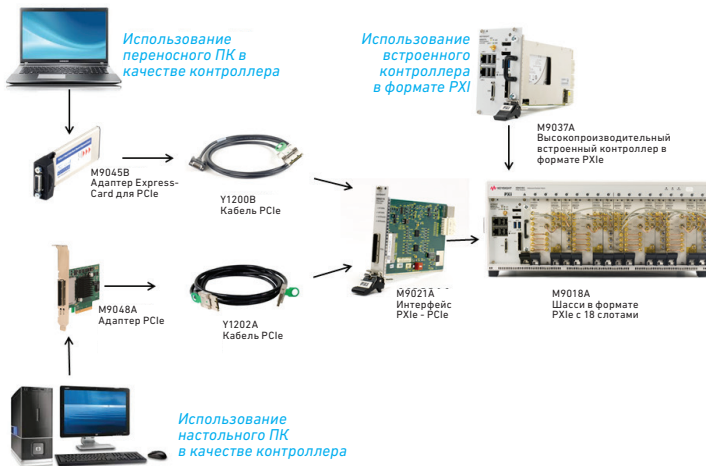 Использование
переносного ПК в
качестве контроллера
Использование
встроенного
контроллера
в формате PXI
M9037A
Высокопроизводительный
встроенный контроллер в
формате PXIe
M9045B
Адаптер Express-
Card для PCIe
Y1200B
Кабель PCIe
PXI
M9048A
Адаптер PCIe
Y1202A
Кабель PCIe
M9021A
Интерфейс
PXIe - PCIe
M9018A
Шасси в формате
PXIe с 18 слотами
Использование
настольного ПК
в качестве контроллера